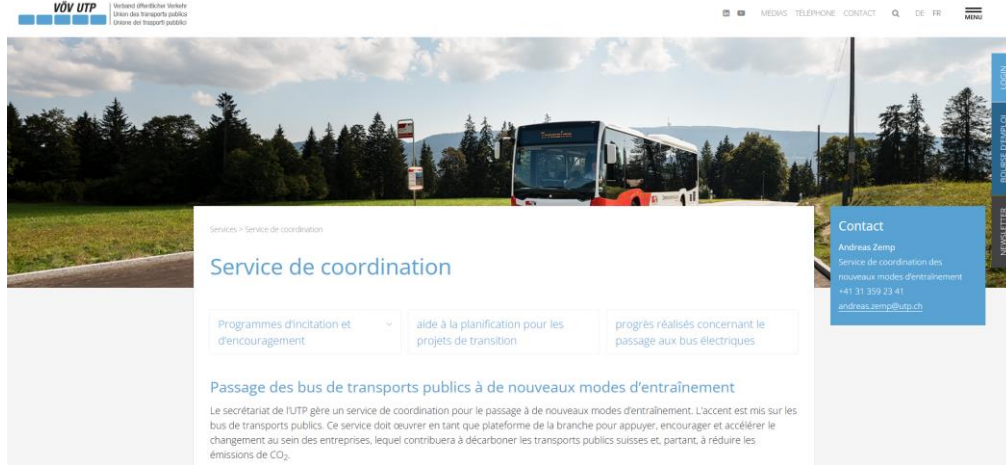 VÖV UTP
Verband öffentlicher Verkehr
Union des transports publics
Unione dei trasporti pubblici
MÉDIAS TÉLÉPHONE CONTACT DE FR
MENU
LOGIN
BOURSE D'EMPLOI
NEWSLETTER
Services > Service de coordination
Service de coordination
Contact
Andreas Zemp
Service de coordination des
nouveaux modes d'entraînement
+41 31 359 23 41
andreas.zemp@utp.ch
Programmes d'incitation et
d'encouragement
aide à la planification pour les
projets de transition
progrès réalisés concernant le
passage aux bus électriques
Passage des bus de transports publics à de nouveaux modes d'entraînement
Le secrétariat de l'UTP gère un service de coordination pour le passage à de nouveaux modes d'entraînement. L'accent est mis sur les
bus de transports publics. Ce service doit œuvrer en tant que plateforme de la branche pour appuyer, encourager et accélérer le
changement au sein des entreprises, lequel contribuera à décarboner les transports publics suisses et, partant, à réduire les
émissions de CO₂.